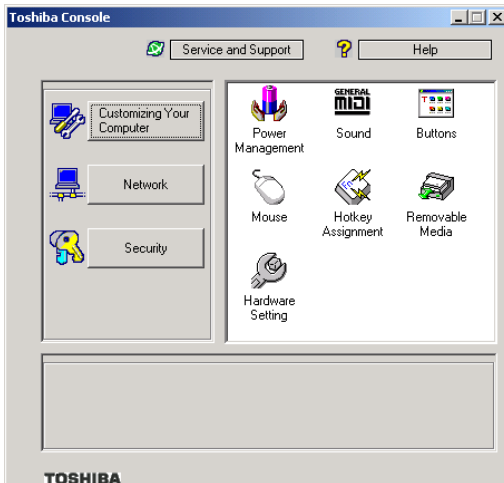 Toshiba Console
Service and Support
Help
Customizing Your
Computer
Network
Security
GENERAL
MIDI
Power
Management
Sound
Buttons
Mouse
Fn
Hotkey
Assignment
Removable
Media
Hardware
Setting
TOSHIBA